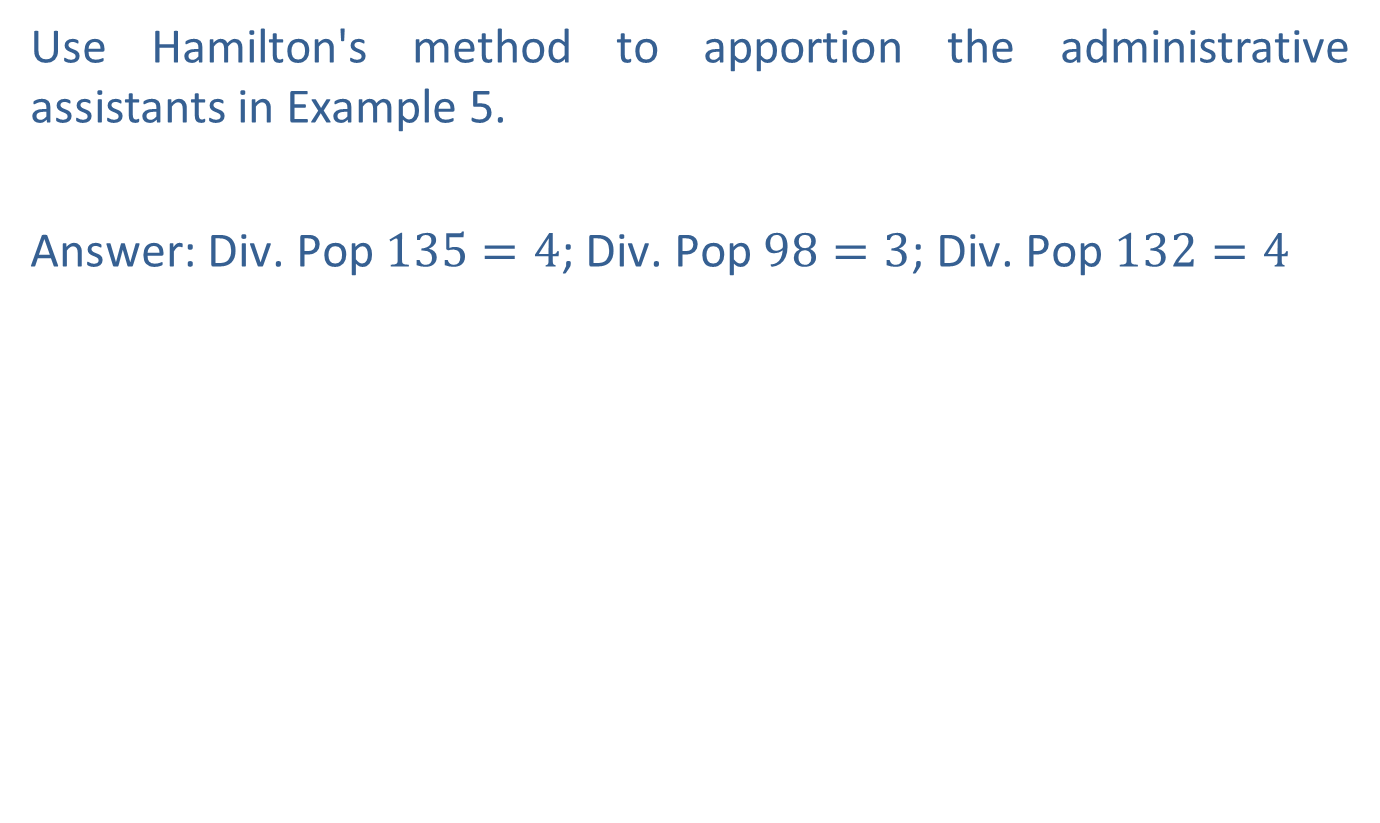 Use Hamilton's method to apportion the administrative
assistants in Example 5.
Answer: Div. Pop 135 = 4; Div. Pop 98 = 3; Div. Pop 132 = 4